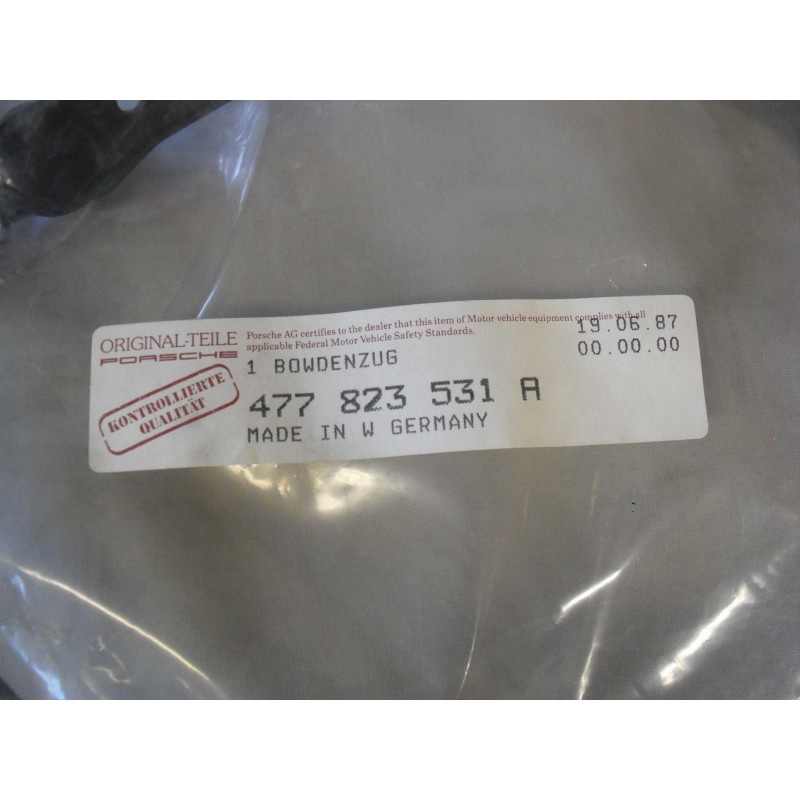 ORIGINAL-TEILE
PORSCHE
KONTROLLIERTE
QUALITÄT
Porsche AG certifies to the dealer that this item of Motor vehicle equipment complies with all
applicable Federal Motor Vehicle Safety Standards.
19.06.87
00.00.00
1 BOWDENZUG
477 823 531 A
MADE IN W GERMANY